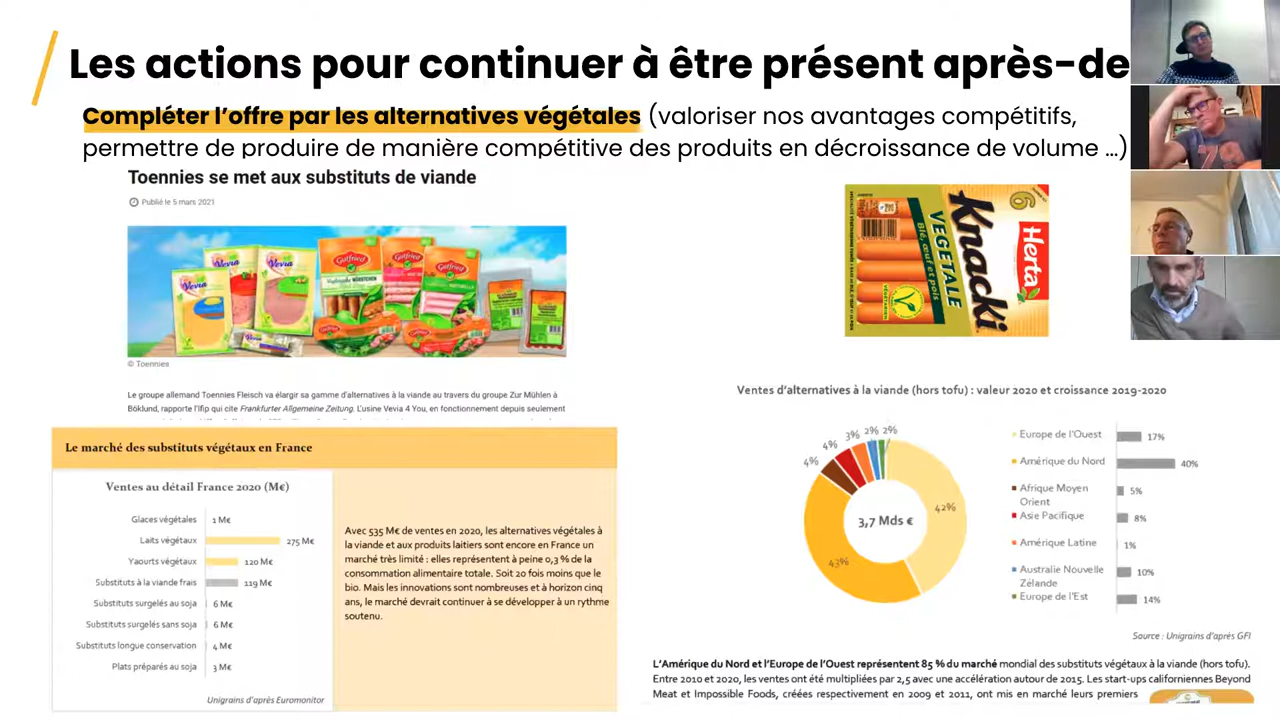 Les actions pour continuer à être présent après-de
Compléter l'offre par les alternatives végétales (valoriser nos avantages compétitifs,
permettre de produire de manière compétitive des produits en décroissance de volume ...)
Toennies se met aux substituts de viande
Publié le 5 mars 2021
Vevia
Vevia
Gutfried
Gutfried
Gutfried
© Toennies
Le groupe allemand Toennies Fleisch va élargir sa gamme d'alternatives à la viande au travers du groupe Zur Mühlen à
Böklund, rapporte l'Ifip qui cite Frankfurter Allgemeine Zeitung. L'usine Vevia 4 You, en fonctionnement depuis seulement
6
Herta
Knacki
VEGETALE
Blé, œuf et pois
Le marché des substituts végétaux en France
Ventes au détail France 2020 (M€)
Glaces végétales 1 M€
Laits végétaux 275 M€
Yaourts végétaux 120 M€
Substituts à la viande frais 119 M€
Substituts surgelés au soja 6 M€
Substituts surgelés sans soja 6 M€
Substituts longue conservation 4 M€
Plats préparés au soja 3 M€
Unigrains d'après Euromonitor
Avec 535 M€ de ventes en 2020, les alternatives végétales à
la viande et aux produits laitiers sont encore en France un
marché très limité : elles représentent à peine 0,3 % de la
consommation alimentaire totale. Soit 20 fois moins que le
bio. Mais les innovations sont nombreuses et à horizon cinq
ans, le marché devrait continuer à se développer à un rythme
soutenu.
Ventes d'alternatives à la viande (hors tofu) : valeur 2020 et croissance 2019-2020
4% 4% 3% 2% 2%
42%
43%
3,7 Mds €
Europe de l'Ouest 17%
Amérique du Nord 40%
Afrique Moyen
Orient 5%
Asie Pacifique 8%
Amérique Latine 1%
Australie Nouvelle
Zélande 10%
Europe de l'Est 14%
Source : Unigrains d'après GFI
L'Amérique du Nord et l'Europe de l'Ouest représentent 85 % du marché mondial des substituts végétaux à la viande (hors tofu).
Entre 2010 et 2020, les ventes ont été multipliées par 2,5 avec une accélération autour de 2015. Les start-ups californiennes Beyond
Meat et Impossible Foods, créées respectivement en 2009 et 2011, ont mis en marché leurs premiers